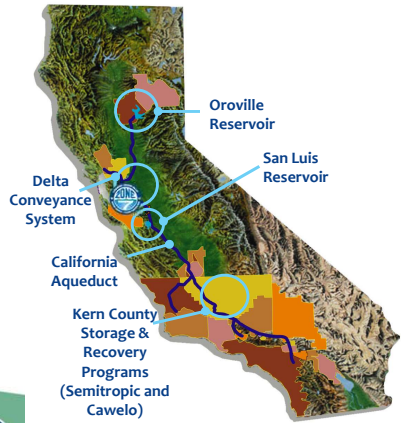 Oroville
Reservoir
San Luis
Reservoir
Delta
Conveyance
System
ZONE
7
California
Aqueduct
Kern County
Storage &
Recovery
Programs
(Semitropic and
Cawelo)